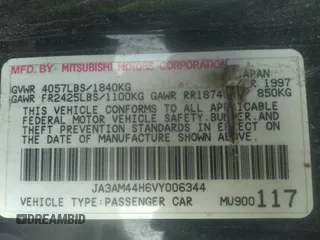 MFD. BY MITSUBISHI MOTORS CORPORATION
JAPAN
GVWR 4057LBS/1840KG 1997
GAWR FR2425LBS/1100KG GAWR RR1874 850KG
THIS VEHICLE CONFORMS TO ALL APPLICABLE
FEDERAL MOTOR VEHICLE SAFETY, BUMPER, AND
THEFT PREVENTION STANDARDS IN EFFECT ON
THE DATE OF MANUFACTURE SHOWN ABOVE.
JA3AM44H6VY006344
VEHICLE TYPE: PASSENGER CAR MU900117
DREAMBID.COM